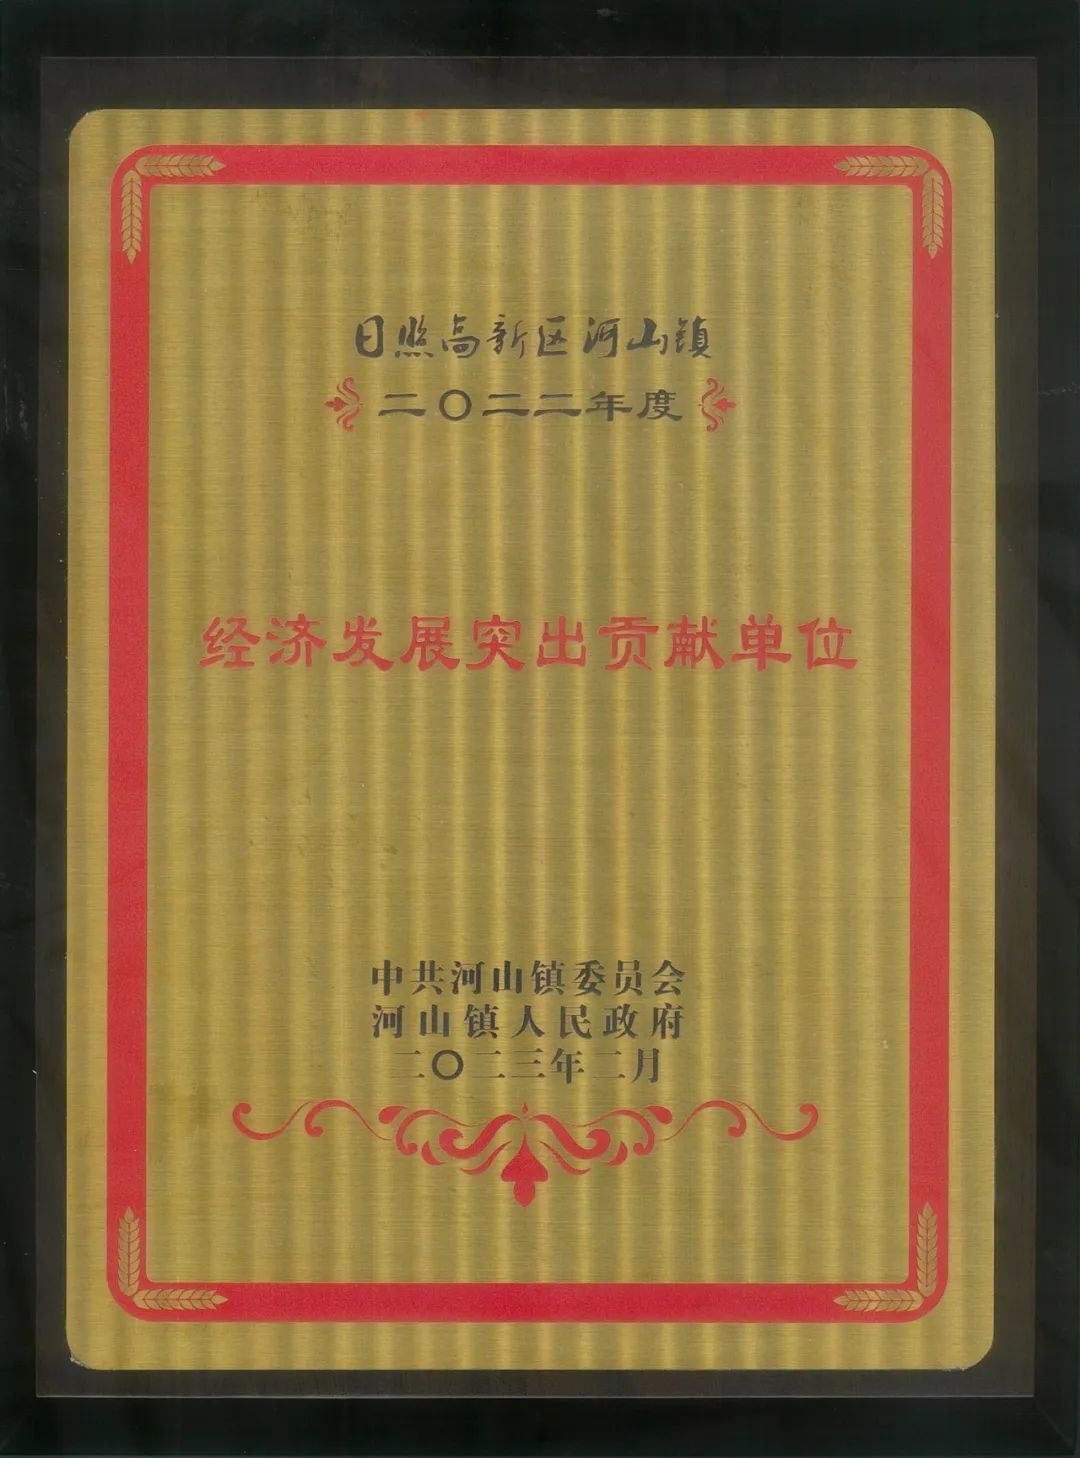 日照高新区河山镇
二〇二二年度
经济发展突出贡献单位
中共河山镇委员会
河山镇人民政府
二〇二三年二月